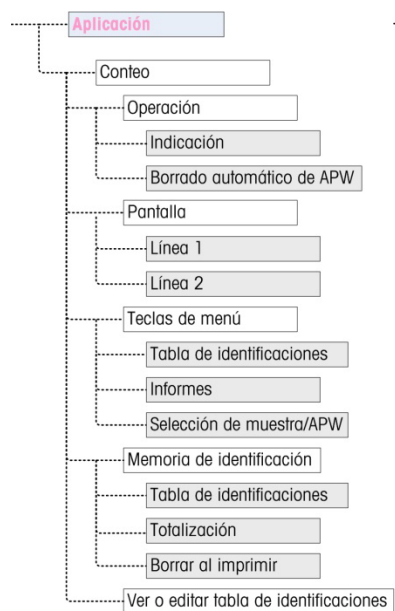 Aplicación
Conteo
Operación
Indicación
Borrado automático de APW
Pantalla
Línea 1
Línea 2
Teclas de menú
Tabla de identificaciones
Informes
Selección de muestra/APW
Memoria de identificación
Tabla de identificaciones
Totalización
Borrar al imprimir
Ver o editar tabla de identificaciones